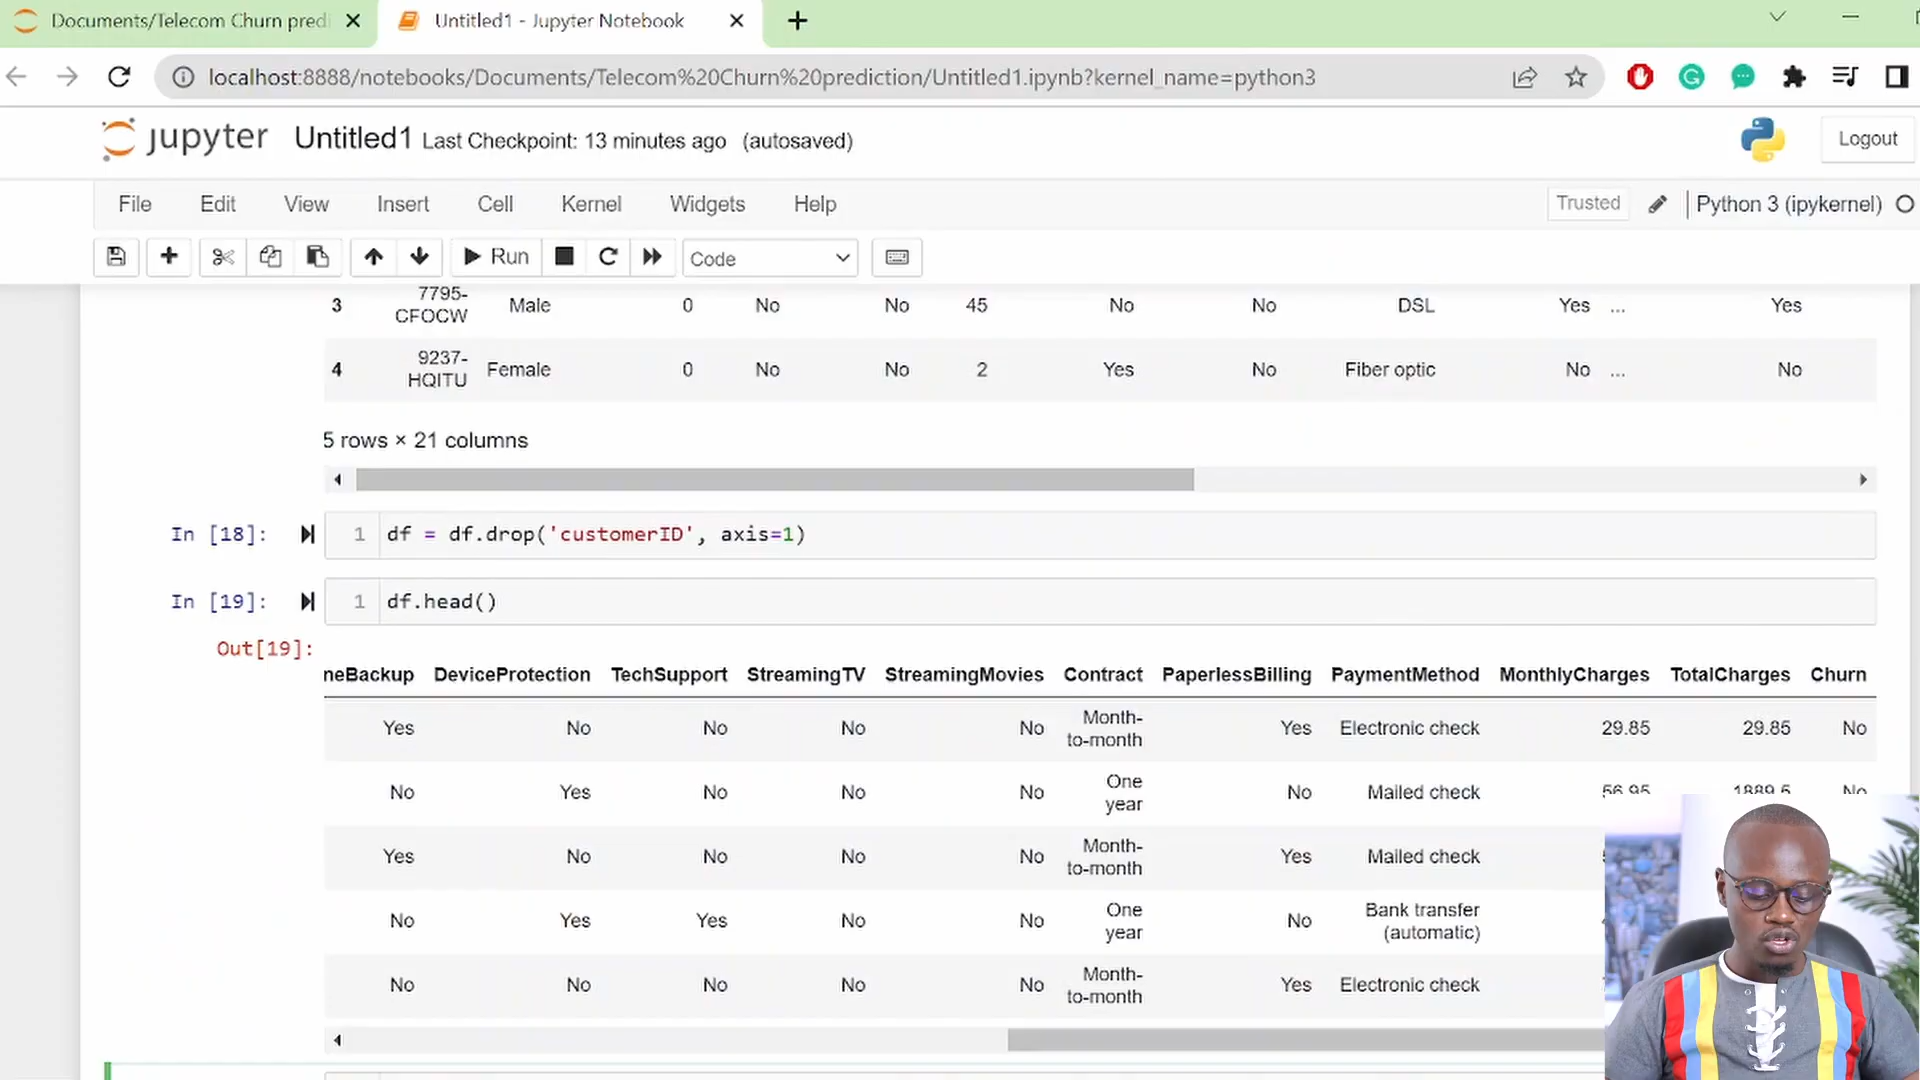 Documents/Telecom Churn pred
Untitled1 - Jupyter Notebook
localhost:8888/notebooks/Documents/Telecom%20Churn%20prediction/Untitled1.ipynb?kernel_name=python3
jupyter Untitled1 Last Checkpoint: 13 minutes ago (autosaved)
Logout
File Edit View Insert Cell Kernel Widgets Help
Trusted Python 3 (ipykernel)
Run Code
3 7795-CFOCW Male 0 No No 45 No No DSL Yes ... Yes
4 9237-HQITU Female 0 No No 2 Yes No Fiber optic No ... No
5 rows × 21 columns
In [18]: 1 df = df.drop('customerID', axis=1)
In [19]: 1 df.head()
Out[19]:
neBackup DeviceProtection TechSupport StreamingTV StreamingMovies Contract PaperlessBilling PaymentMethod MonthlyCharges TotalCharges Churn
Yes No No No No Month-to-month Yes Electronic check 29.85 29.85 No
No Yes No No No One year No Mailed check 56.95 1889.5 No
Yes No No No No Month-to-month Yes Mailed check
No Yes Yes No No One year No Bank transfer (automatic)
No No No No No Month-to-month Yes Electronic check